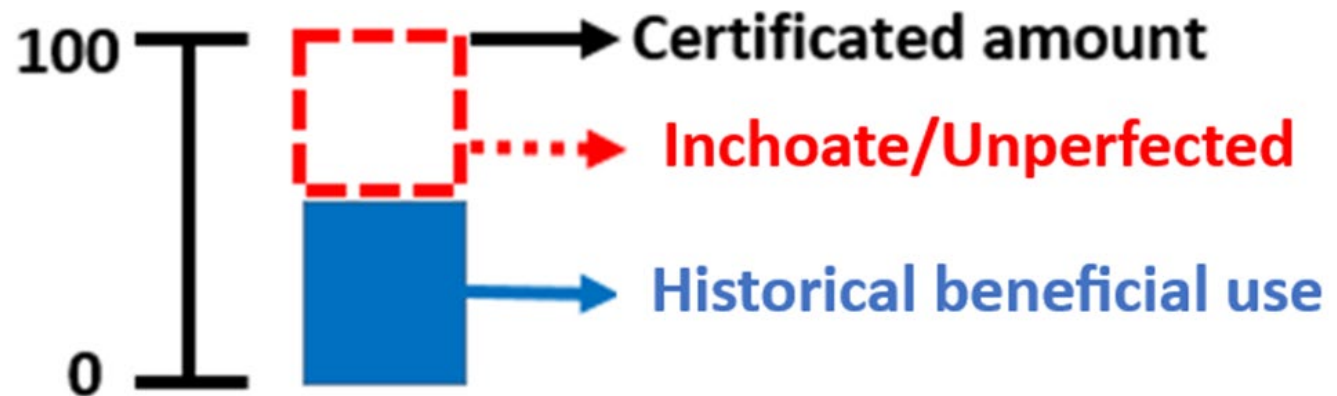 100
Certificated amount
Inchoate/Unperfected
Historical beneficial use
0